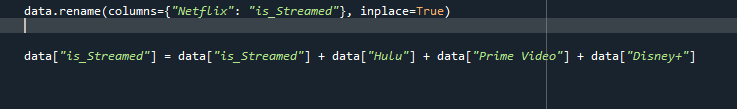 data.rename(columns={"Netflix": "is_Streamed"}, inplace=True)
data["is_Streamed"] = data["is_Streamed"] + data["Hulu"] + data["Prime Video"] + data["Disney+"]